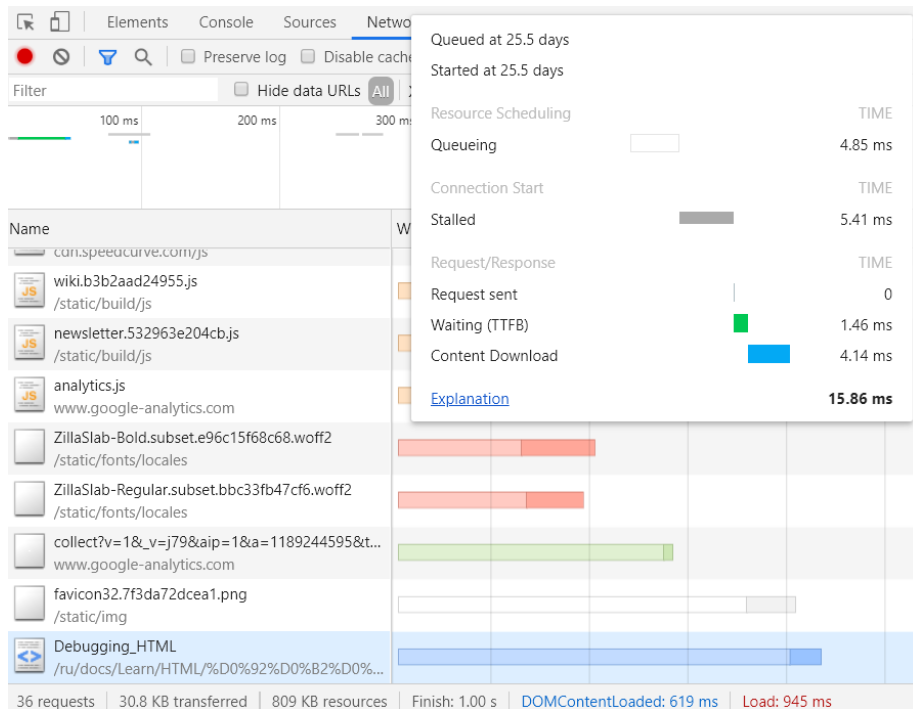 Elements Console Sources Netwo
Preserve log Disable cache
Filter Hide data URLs All
100 ms 200 ms 300 ms
Name W
cdn.speedcurve.com/js
wiki.b3b2aad24955.js
/static/build/js
newsletter.532963e204cb.js
/static/build/js
analytics.js
www.google-analytics.com
ZillaSlab-Bold.subset.e96c15f68c68.woff2
/static/fonts/locales
ZillaSlab-Regular.subset.bbc33fb47cf6.woff2
/static/fonts/locales
collect?v=1&_v=j79&aip=1&a=1189244595&t...
www.google-analytics.com
favicon32.7f3da72dcea1.png
/static/img
Debugging_HTML
/ru/docs/Learn/HTML/%D0%92%D0%B2%D0%...
Queued at 25.5 days
Started at 25.5 days
Resource Scheduling TIME
Queueing 4.85 ms
Connection Start TIME
Stalled 5.41 ms
Request/Response TIME
Request sent 0
Waiting (TTFB) 1.46 ms
Content Download 4.14 ms
Explanation 15.86 ms
36 requests 30.8 KB transferred 809 KB resources Finish: 1.00 s DOMContentLoaded: 619 ms Load: 945 ms